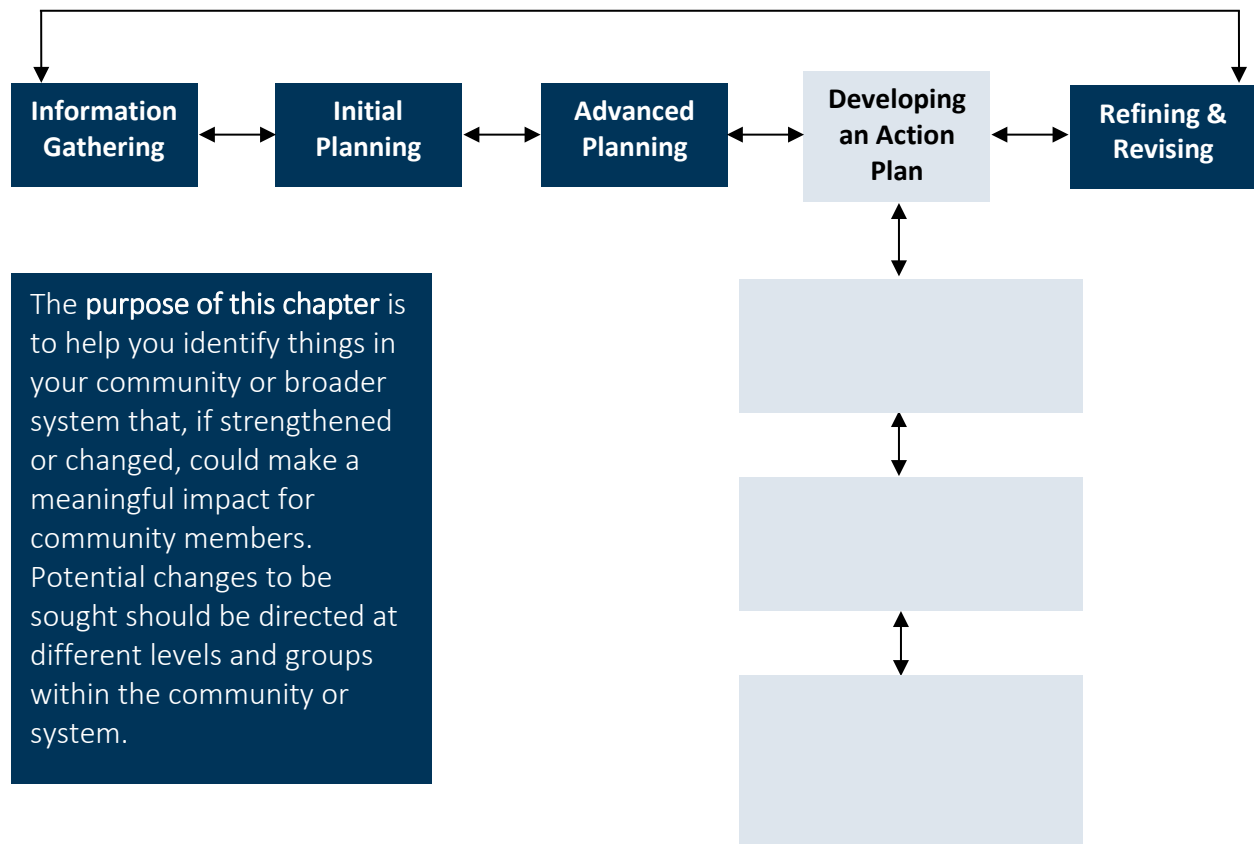 Information
Gathering
Initial
Planning
Advanced
Planning
Developing
an Action
Plan
Refining &
Revising
The purpose of this chapter is
to help you identify things in
your community or broader
system that, if strengthened
or changed, could make a
meaningful impact for
community members.
Potential changes to be
sought should be directed at
different levels and groups
within the community or
system.